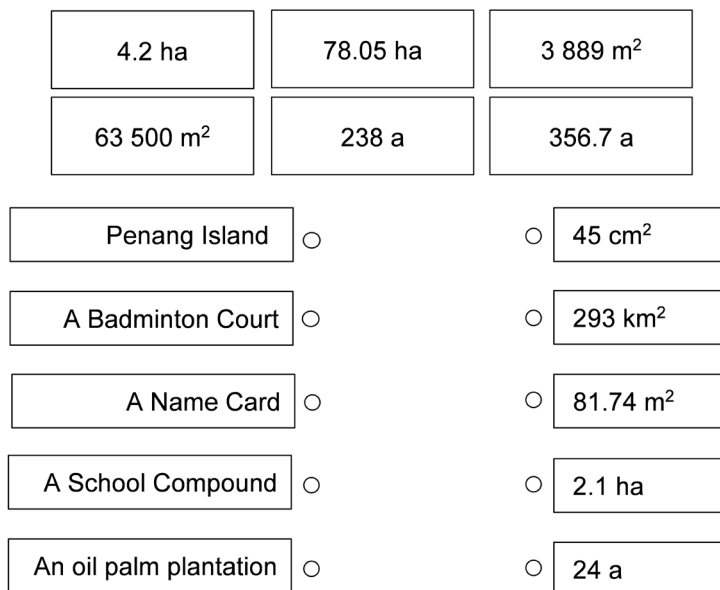 4.2 ha 78.05 ha 3 889 m²
63 500 m² 238 a 356.7 a
Penang Island 45 cm²
A Badminton Court 293 km²
A Name Card 81.74 m²
A School Compound 2.1 ha
An oil palm plantation 24 a